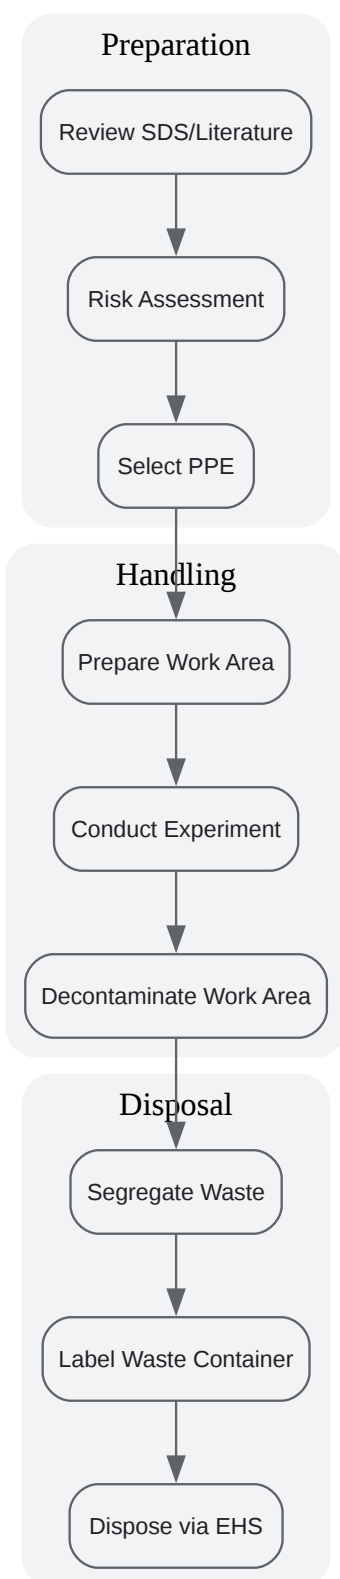 Preparation
Review SDS/Literature
Risk Assessment
Select PPE
Handling
Prepare Work Area
Conduct Experiment
Decontaminate Work Area
Disposal
Segregate Waste
Label Waste Container
Dispose via EHS